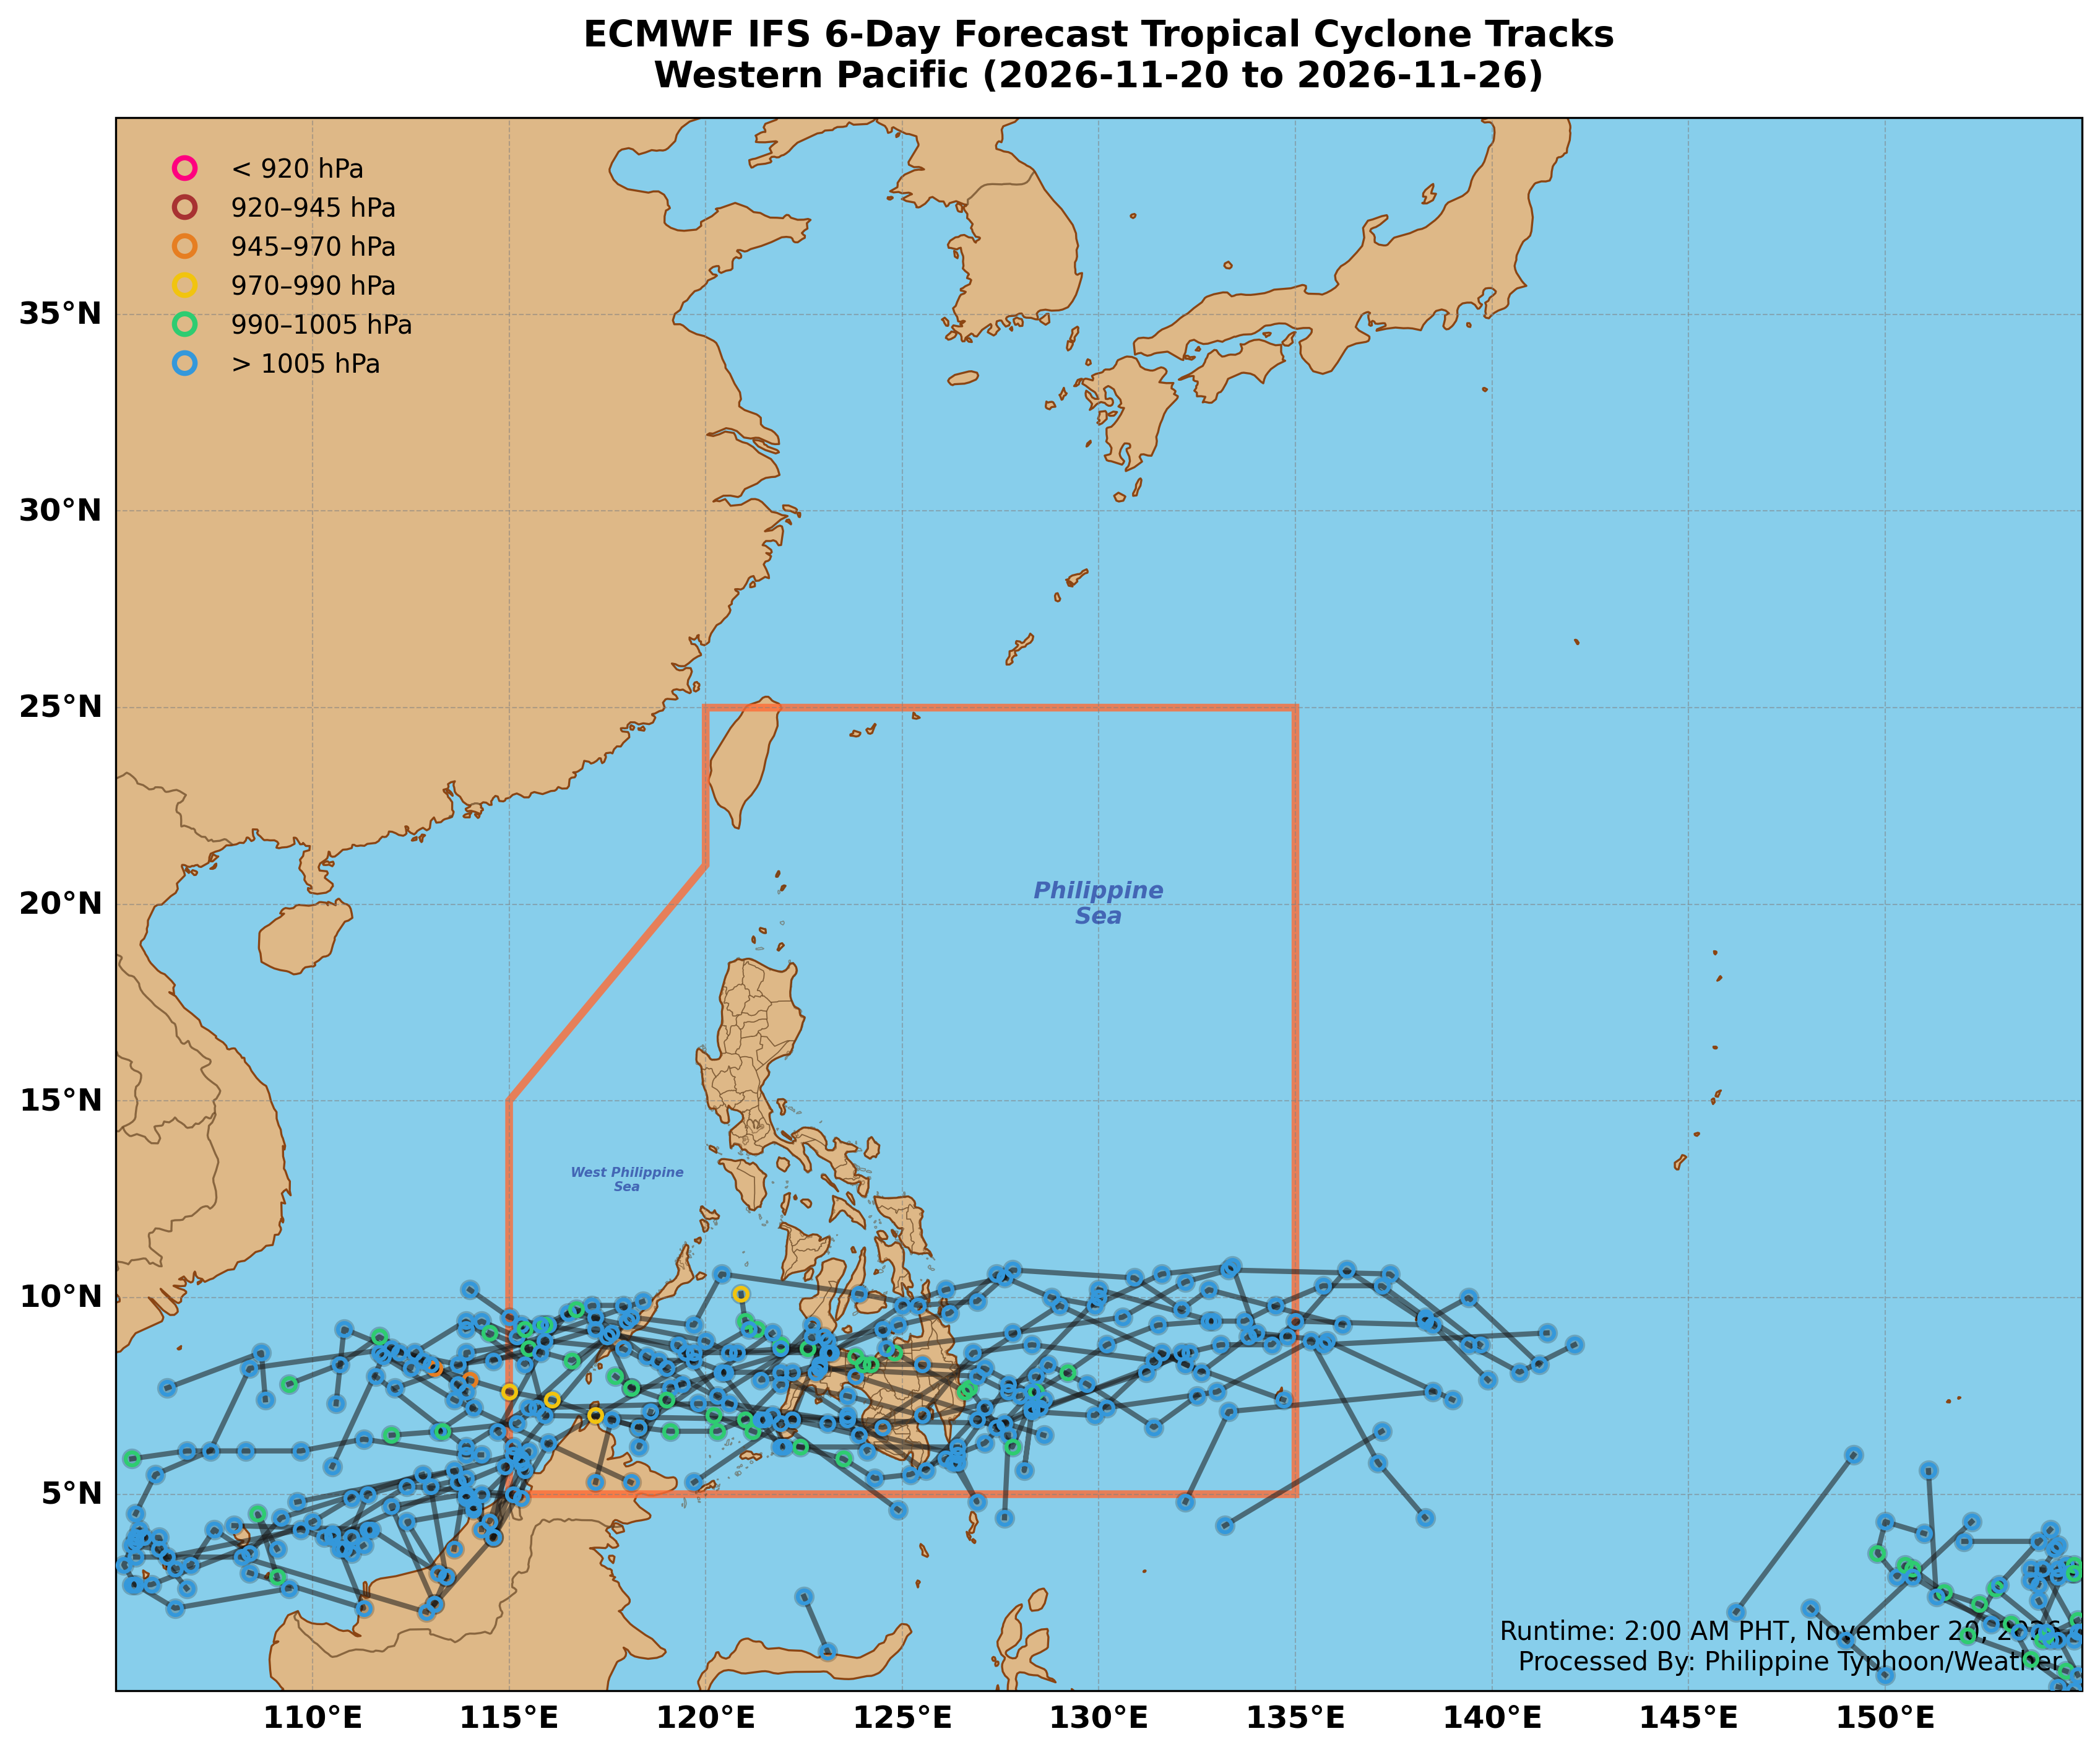 ECMWF IFS 6-Day Forecast Tropical Cyclone Tracks
Western Pacific (2026-11-20 to 2026-11-26)
< 920 hPa
920–945 hPa
945–970 hPa
970–990 hPa
990–1005 hPa
> 1005 hPa
35°N
30°N
25°N
20°N
15°N
10°N
5°N
Philippine
Sea
West Philippine
Sea
Runtime: 2:00 AM PHT, November 20, 2026
Processed By: Philippine Typhoon/Weather
110°E
115°E
120°E
125°E
130°E
135°E
140°E
145°E
150°E